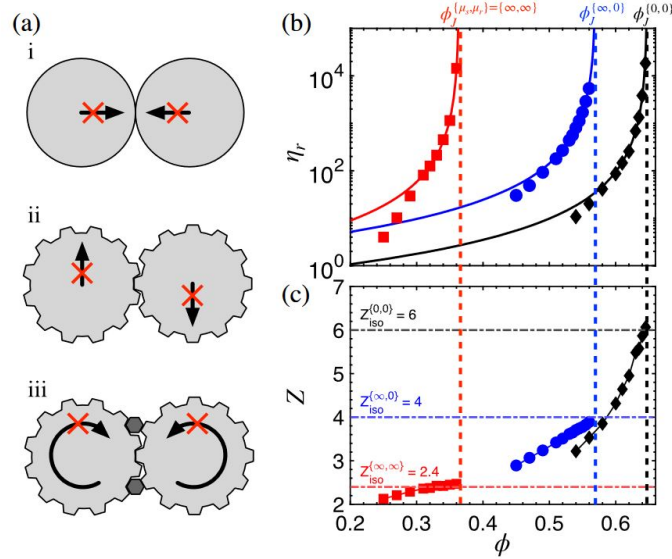 (a)
i
ii
iii
(b)
ϕ_J^{{μ_s,μ_r}={∞,∞}}
ϕ_J^{{∞,0}}
ϕ_J^{{0,0}}
η_r
10^4
10^2
10^0
(c)
Z
7
6
5
4
3
2
Z_iso^{{0,0}} = 6
Z_iso^{{∞,0}} = 4
Z_iso^{{∞,∞}} = 2.4
0.2 0.3 0.4 0.5 0.6
ϕ